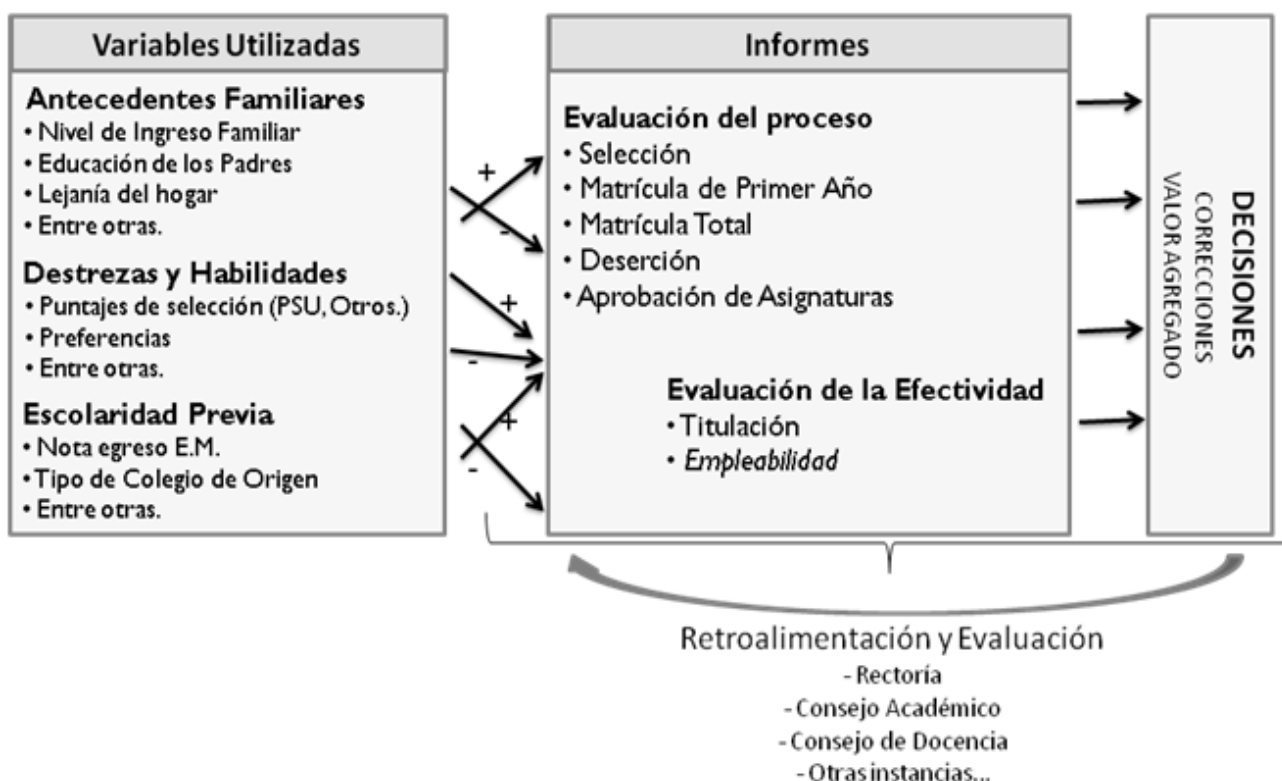 Variables Utilizadas
Antecedentes Familiares
• Nivel de Ingreso Familiar
• Educación de los Padres
• Lejanía del hogar
• Entre otras.
Destrezas y Habilidades
• Puntajes de selección (PSU, Otros.)
• Preferencias
• Entre otras.
Escolaridad Previa
• Nota egreso E.M.
• Tipo de Colegio de Origen
• Entre otras.
+
-
+
-
+
-
Informes
Evaluación del proceso
• Selección
• Matrícula de Primer Año
• Matrícula Total
• Deserción
• Aprobación de Asignaturas
Evaluación de la Efectividad
• Titulación
• Empleabilidad
DECISIONES
CORRECCIONES
VALOR AGREGADO
Retroalimentación y Evaluación
- Rectoría
- Consejo Académico
- Consejo de Docencia
- Otras instancias...